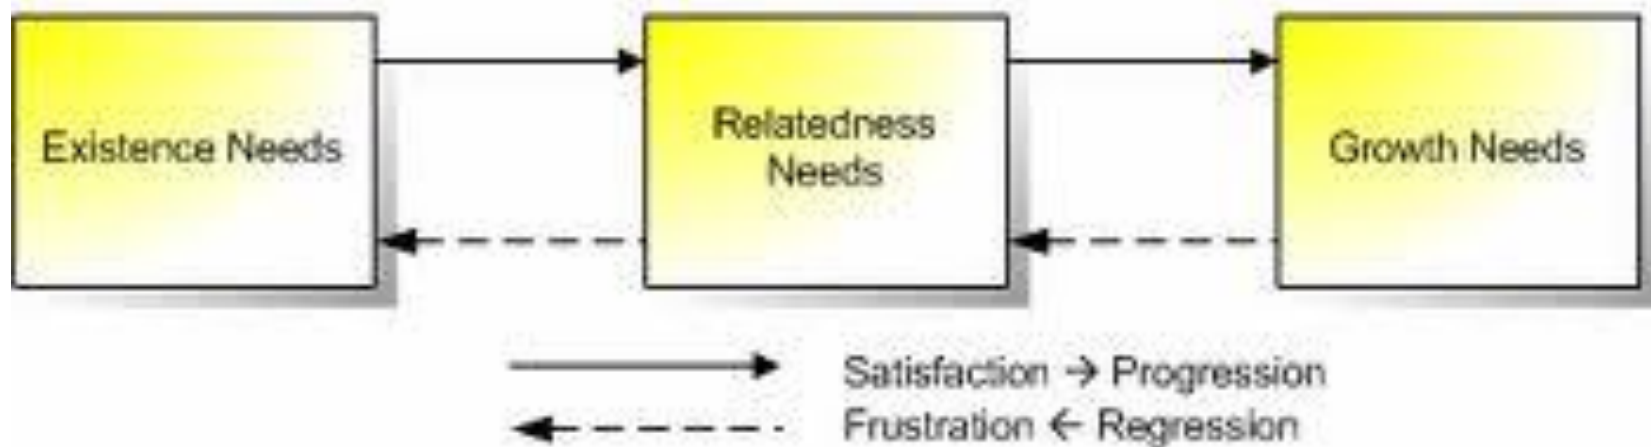 Existence Needs
Relatedness
Needs
Growth Needs
Satisfaction → Progression
Frustration ← Regression